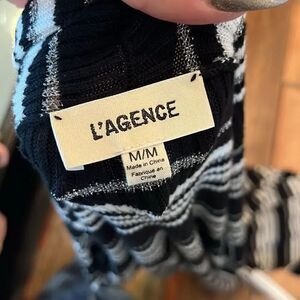 L'AGENCE
M/M
Made in China
Fabriqué en
Chine